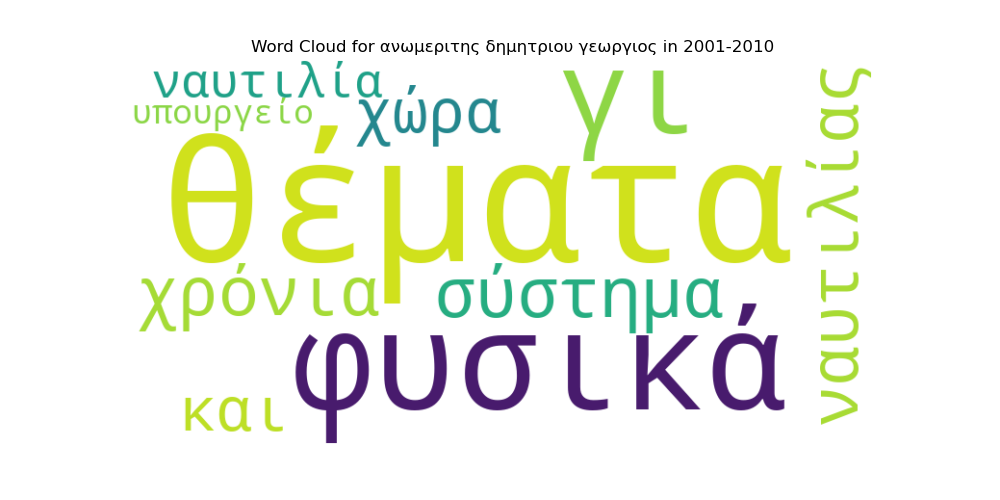 Word Cloud for ανωμεριτης δημητριου γεωργιος in 2001-2010
ναυτιλία
υπουργείο
χώρα
γι
θέματα
ναυτιλίας
χρόνια
σύστημα
φυσικά
και